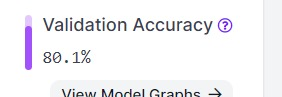 Validation Accuracy ?
80.1%
View Model Graphs →